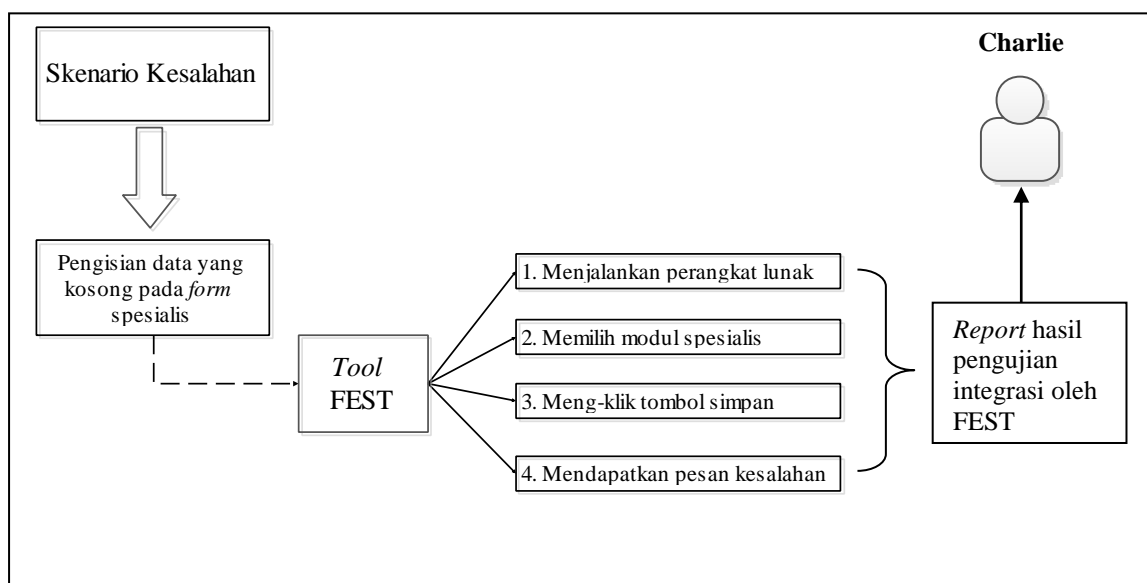 Charlie
Skenario Kesalahan
Pengisian data yang
kosong pada form
spesialis
Tool
FEST
1. Menjalankan perangkat lunak
2. Memilih modul spesialis
3. Meng-klik tombol simpan
4. Mendapatkan pesan kesalahan
Report hasil
pengujian
integrasi oleh
FEST